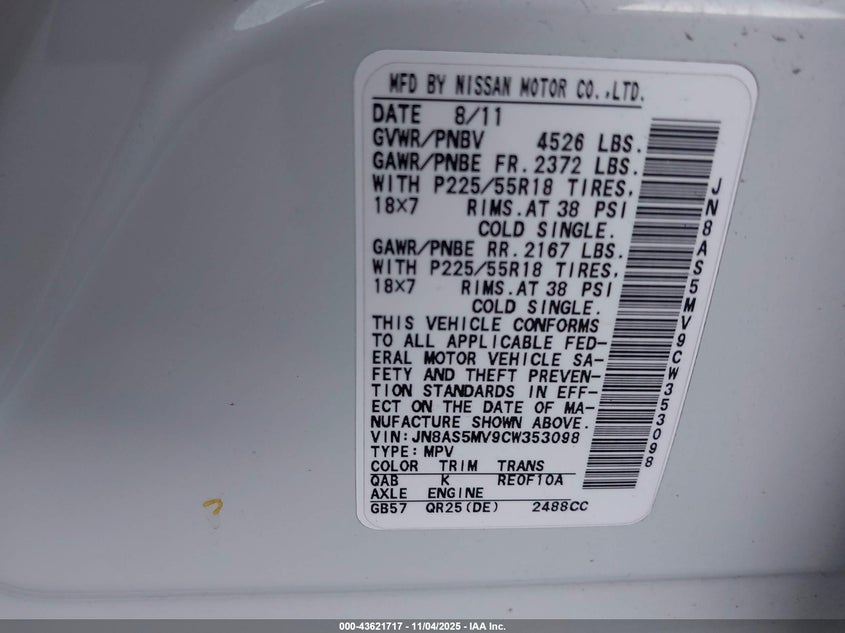 MFD BY NISSAN MOTOR CO.,LTD.
DATE 8/11
GVWR/PNBV 4526 LBS.
GAWR/PNBE FR.2372 LBS.
WITH P225/55R18 TIRES,
18×7 RIMS.AT 38 PSI
COLD SINGLE.
GAWR/PNBE RR.2167 LBS.
WITH P225/55R18 TIRES,
18×7 RIMS.AT 38 PSI
COLD SINGLE.
THIS VEHICLE CONFORMS
TO ALL APPLICABLE FED-
ERAL MOTOR VEHICLE SA-
FETY AND THEFT PREVEN-
TION STANDARDS IN EFF-
ECT ON THE DATE OF MA-
NUFACTURE SHOWN ABOVE.
VIN:JN8AS5MV9CW353098
TYPE:MPV
COLOR TRIM TRANS
QAB K RE0F10A
AXLE ENGINE
GB57 QR25(DE) 2488CC
JN8AS5MV9CW353098
000-43621717 - 11/04/2025 - IAA Inc.